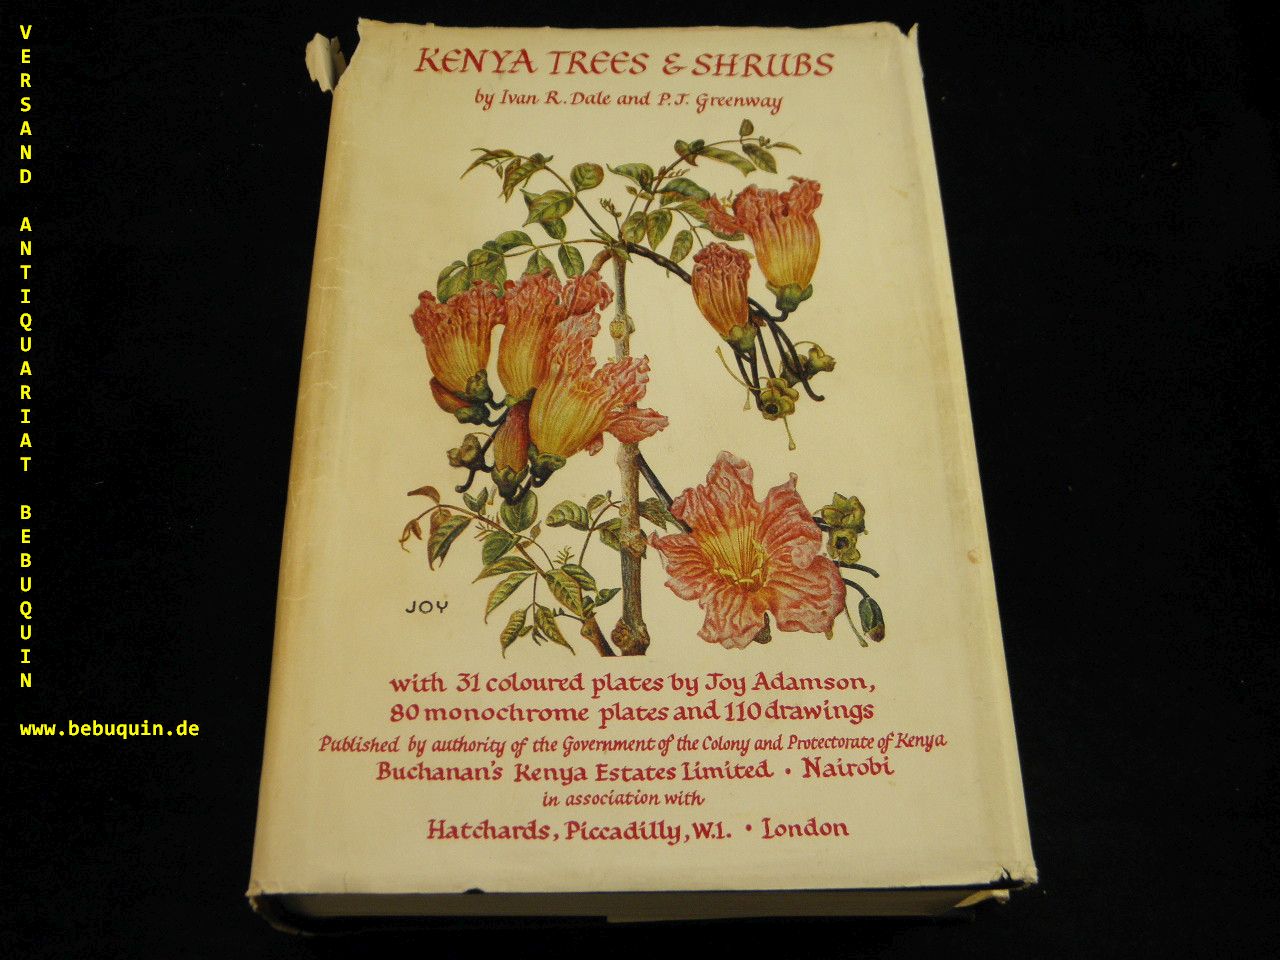 VERSAND ANTIQUARIAT BEBUQUIN
www.bebuquin.de
KENYA TREES & SHRUBS
by Ivan R. Dale and P.J. Greenway
JOY
with 31 coloured plates by Joy Adamson,
80 monochrome plates and 110 drawings
Published by authority of the Government of the Colony and Protectorate of Kenya
Buchanan's Kenya Estates Limited · Nairobi
in association with
Hatchards, Piccadilly, W.1. · London